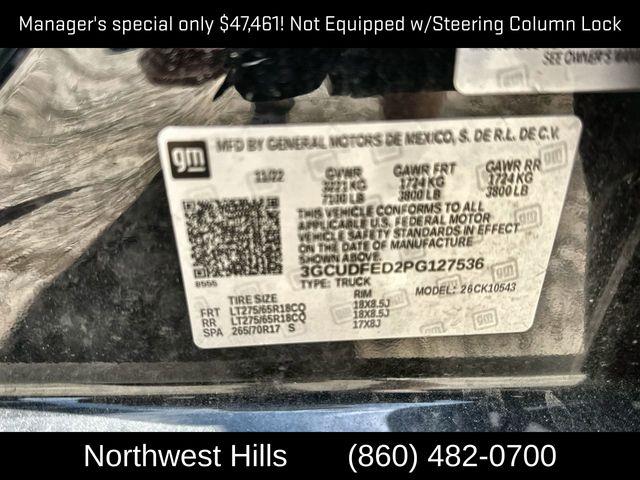 Manager's special only $47,461! Not Equipped w/Steering Column Lock
SEE OWNER'S
gm
MFD BY GENERAL MOTORS DE MEXICO, S. DE R.L. DE C.V.
11/22 GVWR GAWR FRT GAWR RR
3221 KG 1724 KG 1724 KG
7100 LB 3800 LB 3800 LB
THIS VEHICLE CONFORMS TO ALL
APPLICABLE U.S. FEDERAL MOTOR
VEHICLE SAFETY STANDARDS IN EFFECT
ON THE DATE OF MANUFACTURE SHOWN ABOVE.
3GCUDFED2PG127536
TYPE: TRUCK MODEL: 26CK10543
8555
TIRE SIZE RIM
FRT LT275/65R18CQ 18X8.5J
RR LT275/65R18CQ 18X8.5J
SPA 265/70R17 S 17X8J
Northwest Hills (860) 482-0700